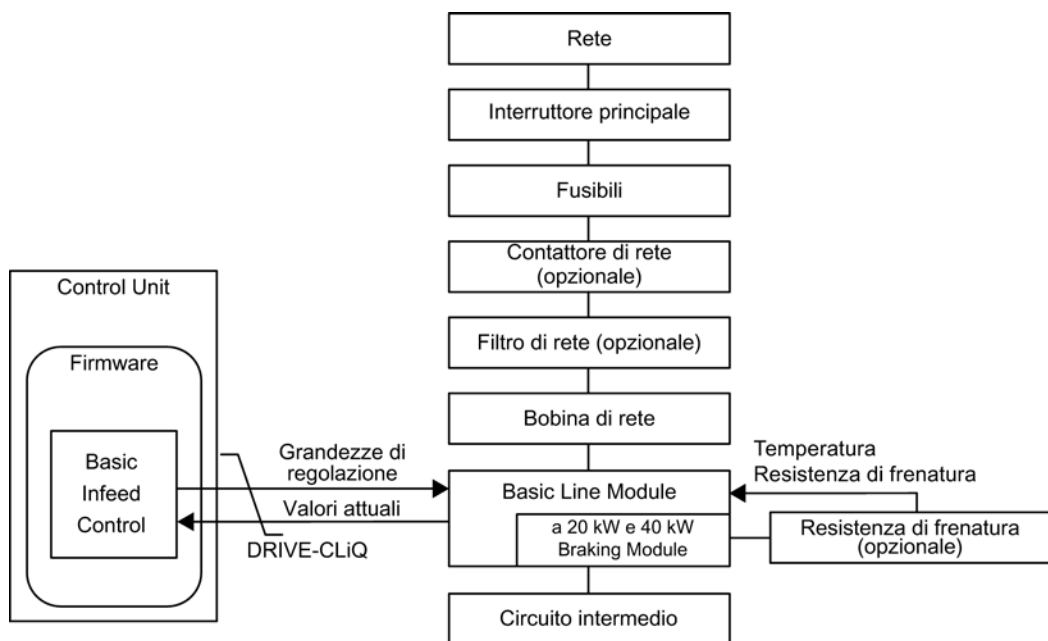 Rete
Interruttore principale
Fusibili
Contattore di rete
(opzionale)
Control Unit
Filtro di rete (opzionale)
Firmware
Bobina di rete
Basic
Infeed
Control
Grandezze di
regolazione
Valori attuali
DRIVE-CLiQ
Basic Line Module
a 20 kW e 40 kW
Braking Module
Temperatura
Resistenza di frenatura
Resistenza di frenatura
(opzionale)
Circuito intermedio